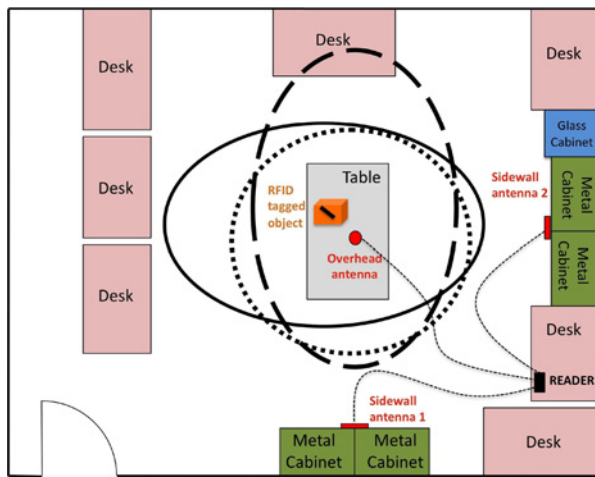 Desk
Desk
Desk
Desk
Desk
Glass
Cabinet
Metal
Cabinet
Metal
Cabinet
Sidewall
antenna 2
Table
RFID
tagged
object
Overhead
antenna
Desk
READER
Sidewall
antenna 1
Metal
Cabinet
Metal
Cabinet
Desk